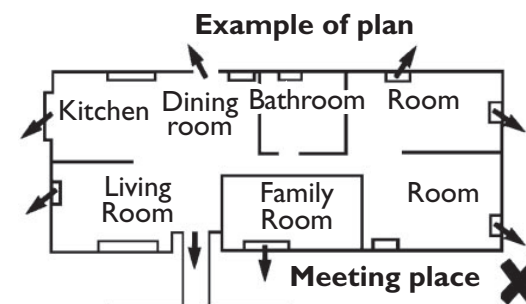 Example of plan
Kitchen
Dining
room
Bathroom
Room
Living
Room
Family
Room
Room
Meeting place